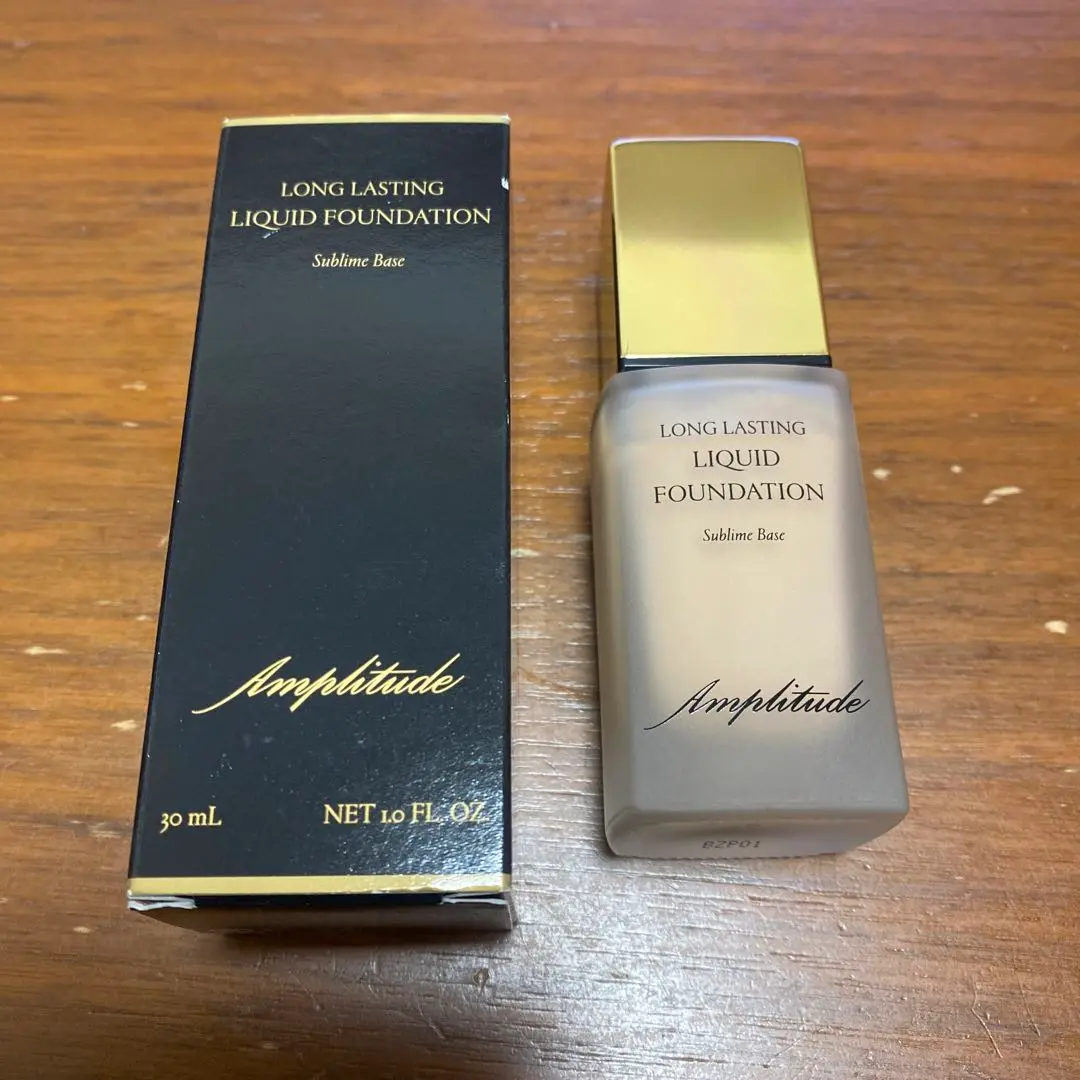 LONG LASTING
LIQUID FOUNDATION
Sublime Base
Amplitude
30 mL
NET 1.0 FL. OZ.
LONG LASTING
LIQUID
FOUNDATION
Sublime Base
Amplitude
B2P01